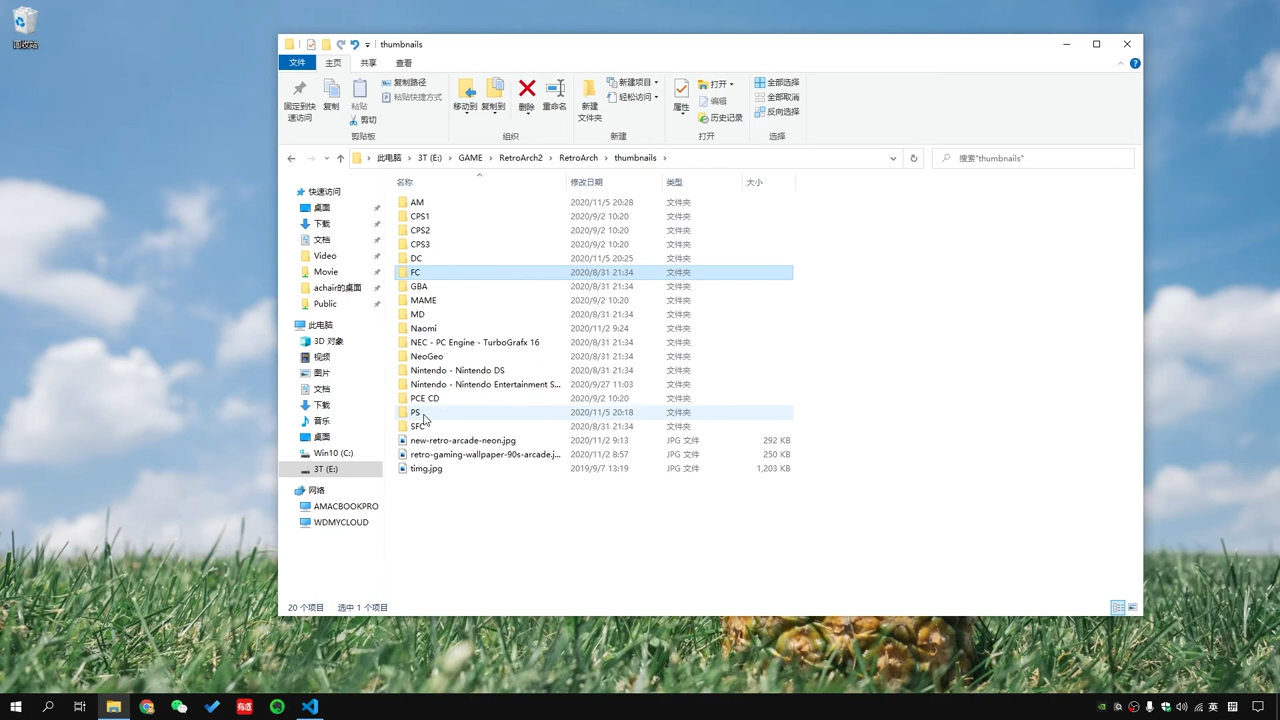 回收站
thumbnails
文件
主页
共享
查看
固定到快速访问
复制
粘贴
复制路径
粘贴快捷方式
剪切
剪贴板
移动到
复制到
删除
重命名
组织
新建文件夹
新建项目
轻松访问
新建
属性
打开
编辑
历史记录
打开
全部选择
全部取消
反向选择
选择
此电脑 3T (E:) GAME RetroArch2 RetroArch thumbnails
搜索"thumbnails"
快速访问
桌面
下载
文档
Video
Movie
achair的桌面
Public
此电脑
3D 对象
视频
图片
文档
下载
音乐
桌面
Win10 (C:)
3T (E:)
网络
AMACBOOKPRO
WDMYCLOUD
名称 修改日期 类型 大小
AM 2020/11/5 20:28 文件夹
CPS1 2020/9/2 10:20 文件夹
CPS2 2020/9/2 10:20 文件夹
CPS3 2020/9/2 10:20 文件夹
DC 2020/11/5 20:25 文件夹
FC 2020/8/31 21:34 文件夹
GBA 2020/8/31 21:34 文件夹
MAME 2020/9/2 10:20 文件夹
MD 2020/8/31 21:34 文件夹
Naomi 2020/11/2 9:24 文件夹
NEC - PC Engine - TurboGrafx 16 2020/8/31 21:34 文件夹
NeoGeo 2020/8/31 21:34 文件夹
Nintendo - Nintendo DS 2020/8/31 21:34 文件夹
Nintendo - Nintendo Entertainment S... 2020/9/27 11:03 文件夹
PCE CD 2020/9/2 10:20 文件夹
PS 2020/11/5 20:18 文件夹
SFC 2020/8/31 21:34 文件夹
new-retro-arcade-neon.jpg 2020/11/2 9:13 JPG 文件 292 KB
retro-gaming-wallpaper-90s-arcade.j... 2020/11/2 8:57 JPG 文件 250 KB
timg.jpg 2019/9/7 13:19 JPG 文件 1,203 KB
20 个项目 选中 1 个项目
有道
英
拼